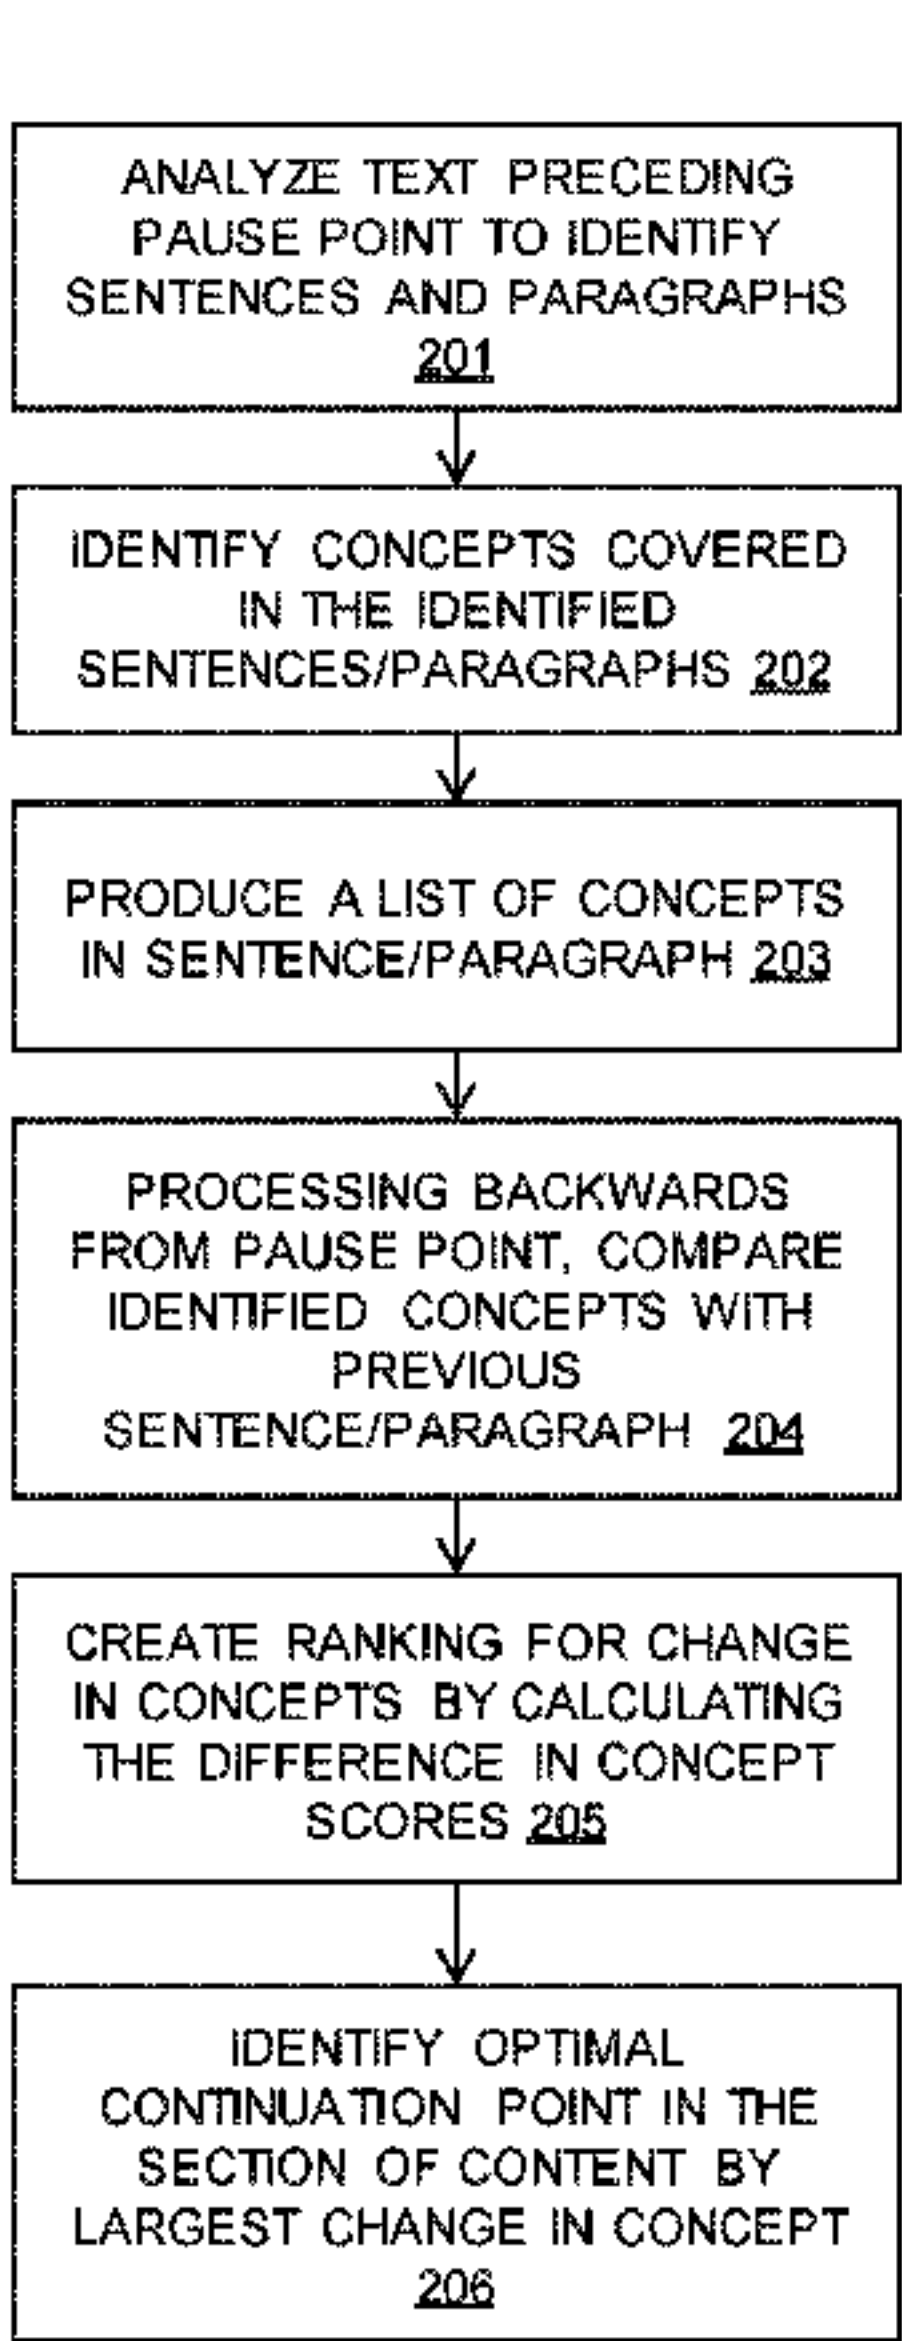 ANALYZE TEXT PRECEDING
PAUSE POINT TO IDENTIFY
SENTENCES AND PARAGRAPHS
201
IDENTIFY CONCEPTS COVERED
IN THE IDENTIFIED
SENTENCES/PARAGRAPHS 202
PRODUCE A LIST OF CONCEPTS
IN SENTENCE/PARAGRAPH 203
PROCESSING BACKWARDS
FROM PAUSE POINT, COMPARE
IDENTIFIED CONCEPTS WITH
PREVIOUS
SENTENCE/PARAGRAPH 204
CREATE RANKING FOR CHANGE
IN CONCEPTS BY CALCULATING
THE DIFFERENCE IN CONCEPT
SCORES 205
IDENTIFY OPTIMAL
CONTINUATION POINT IN THE
SECTION OF CONTENT BY
LARGEST CHANGE IN CONCEPT
206